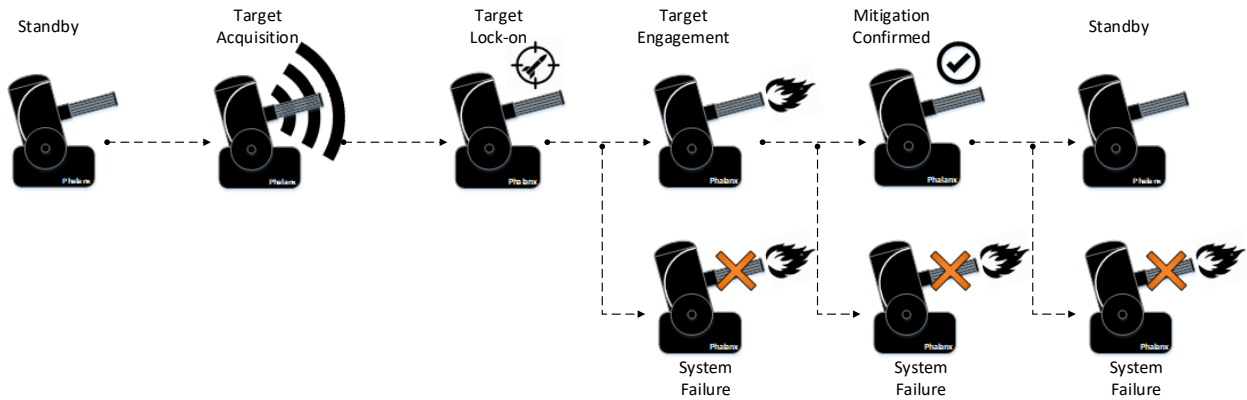 Standby
Target
Acquisition
Target
Lock-on
Target
Engagement
Mitigation
Confirmed
Standby
Phalanx
Phalanx
Phalanx
Phalanx
Phalanx
Phalanx
Phalanx
Phalanx
Phalanx
System
Failure
System
Failure
System
Failure